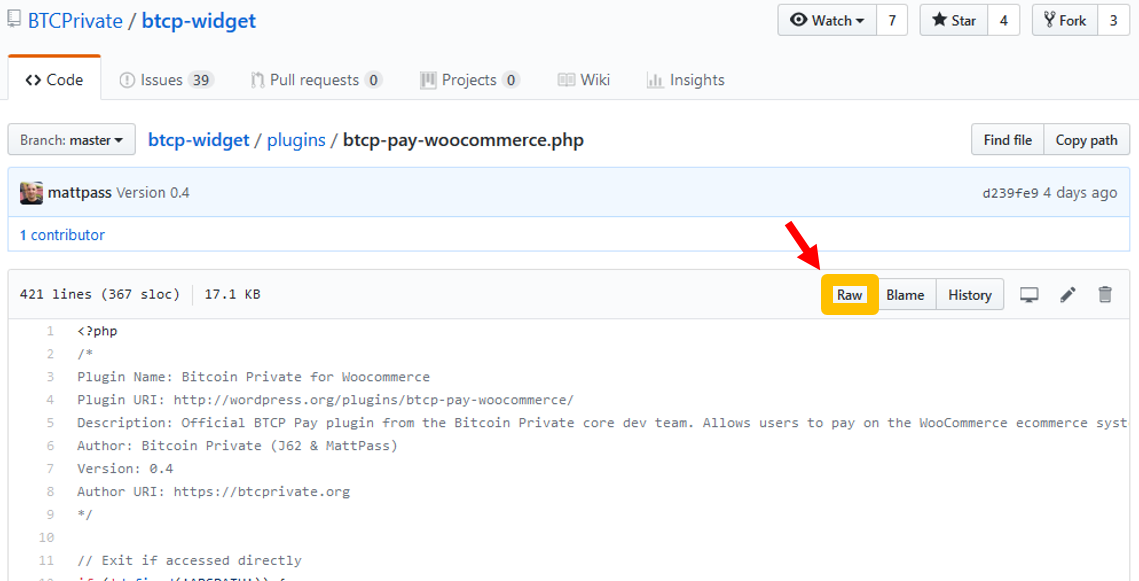 BTCPrivate / btcp-widget
Watch 7 Star 4 Fork 3
Code Issues 39 Pull requests 0 Projects 0 Wiki Insights
Branch: master btcp-widget / plugins / btcp-pay-woocommerce.php Find file Copy path
mattpass Version 0.4 d239fe9 4 days ago
1 contributor
421 lines (367 sloc) 17.1 KB Raw Blame History
1 <?php
2 /*
3 Plugin Name: Bitcoin Private for Woocommerce
4 Plugin URI: http://wordpress.org/plugins/btcp-pay-woocommerce/
5 Description: Official BTCP Pay plugin from the Bitcoin Private core dev team. Allows users to pay on the WooCommerce ecommerce syst
6 Author: Bitcoin Private (J62 & MattPass)
7 Version: 0.4
8 Author URI: https://btcprivate.org
9 */
10
11 // Exit if accessed directly